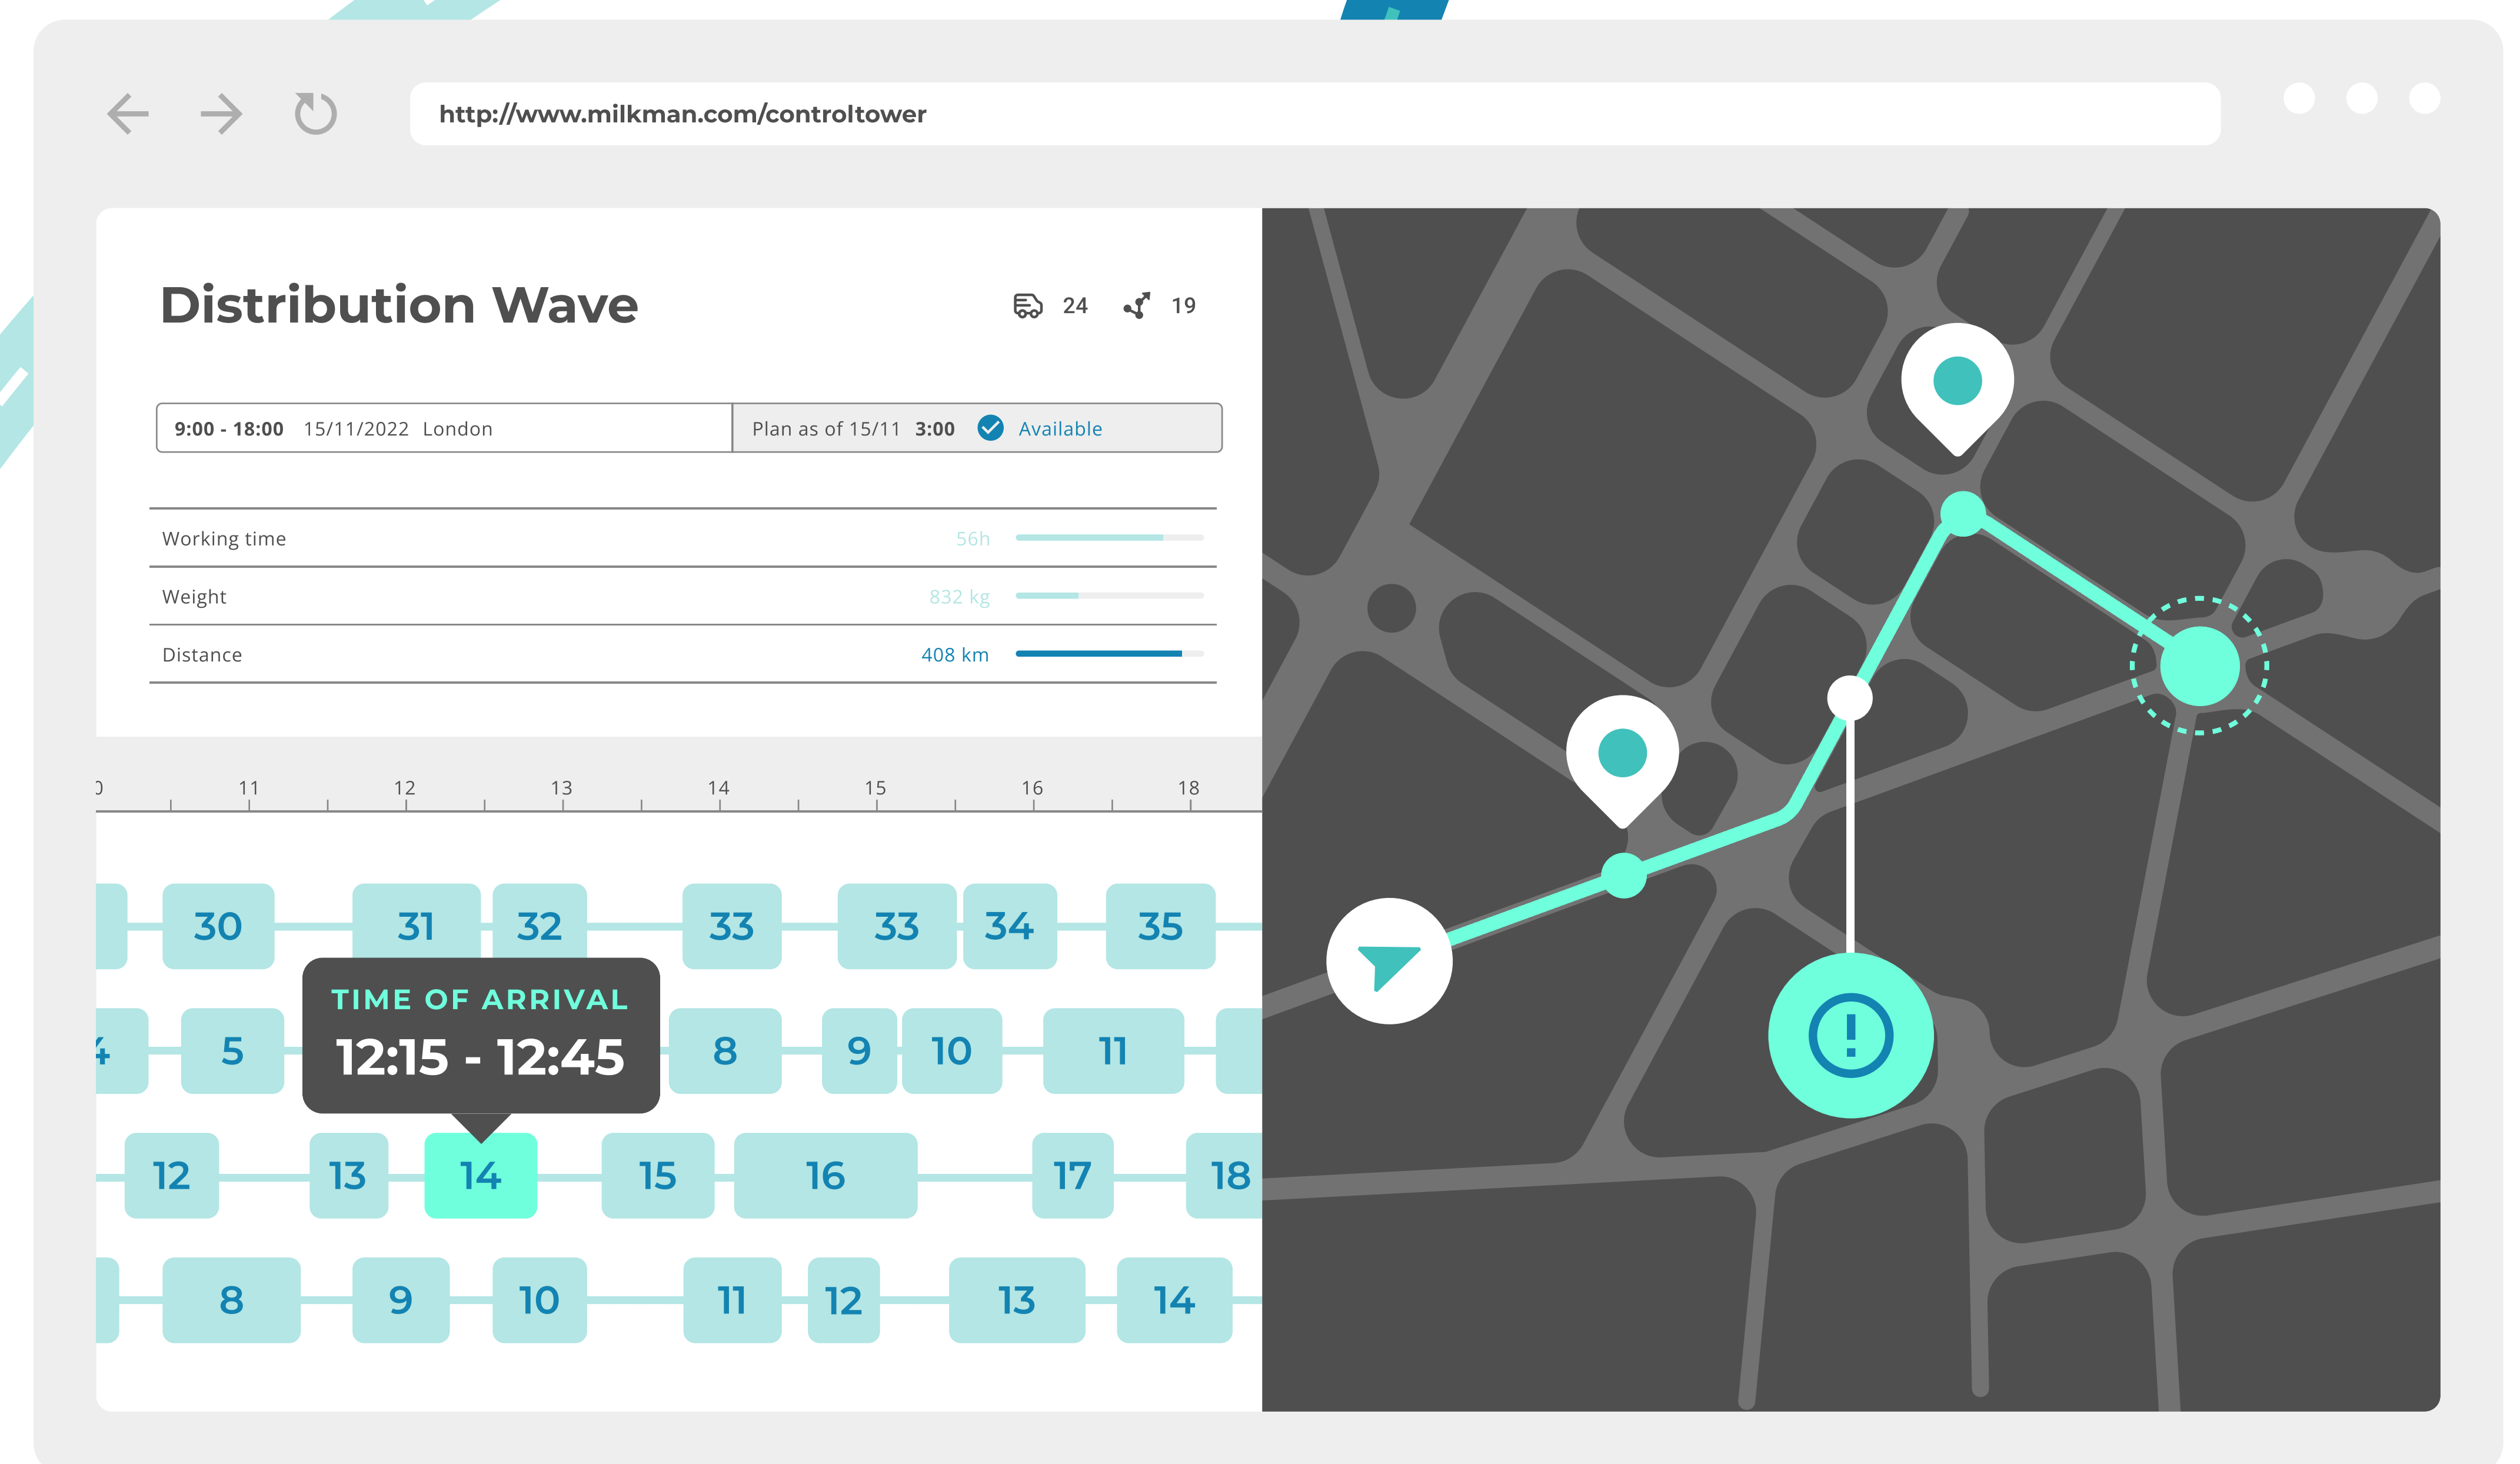 http://www.milkman.com/controltower
Distribution Wave 24 19
9:00 - 18:00 15/11/2022 London Plan as of 15/11 3:00 Available
Working time 56h
Weight 832 kg
Distance 408 km
0 11 12 13 14 15 16 18
30 31 32 33 33 34 35
TIME OF ARRIVAL
12:15 - 12:45
4 5 8 9 10 11
12 13 14 15 16 17 18
8 9 10 11 12 13 14
!